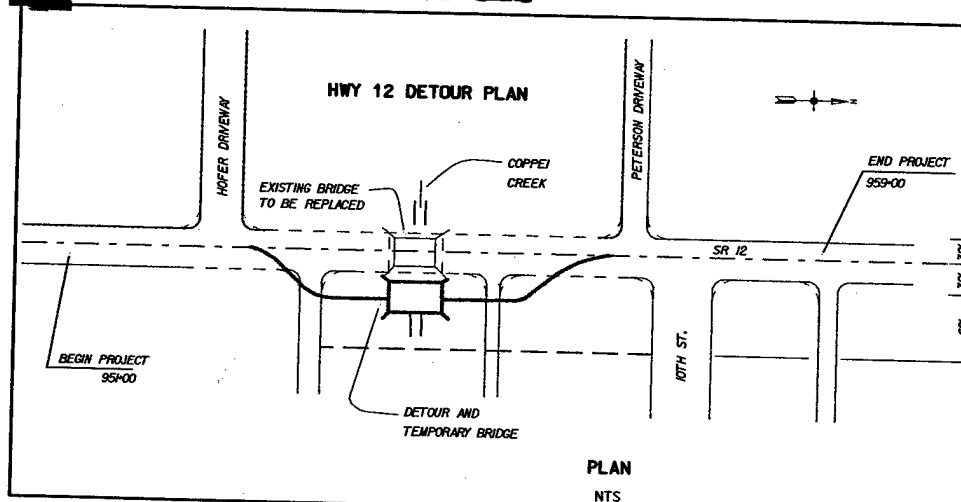 HWY 12 DETOUR PLAN
HOFER DRIVEWAY
PETERSON DRIVEWAY
N
COPPEI
CREEK
EXISTING BRIDGE
TO BE REPLACED
END PROJECT
959+00
SR 12
BEGIN PROJECT
951+00
10TH ST.
DETOUR AND
TEMPORARY BRIDGE
PLAN
NTS